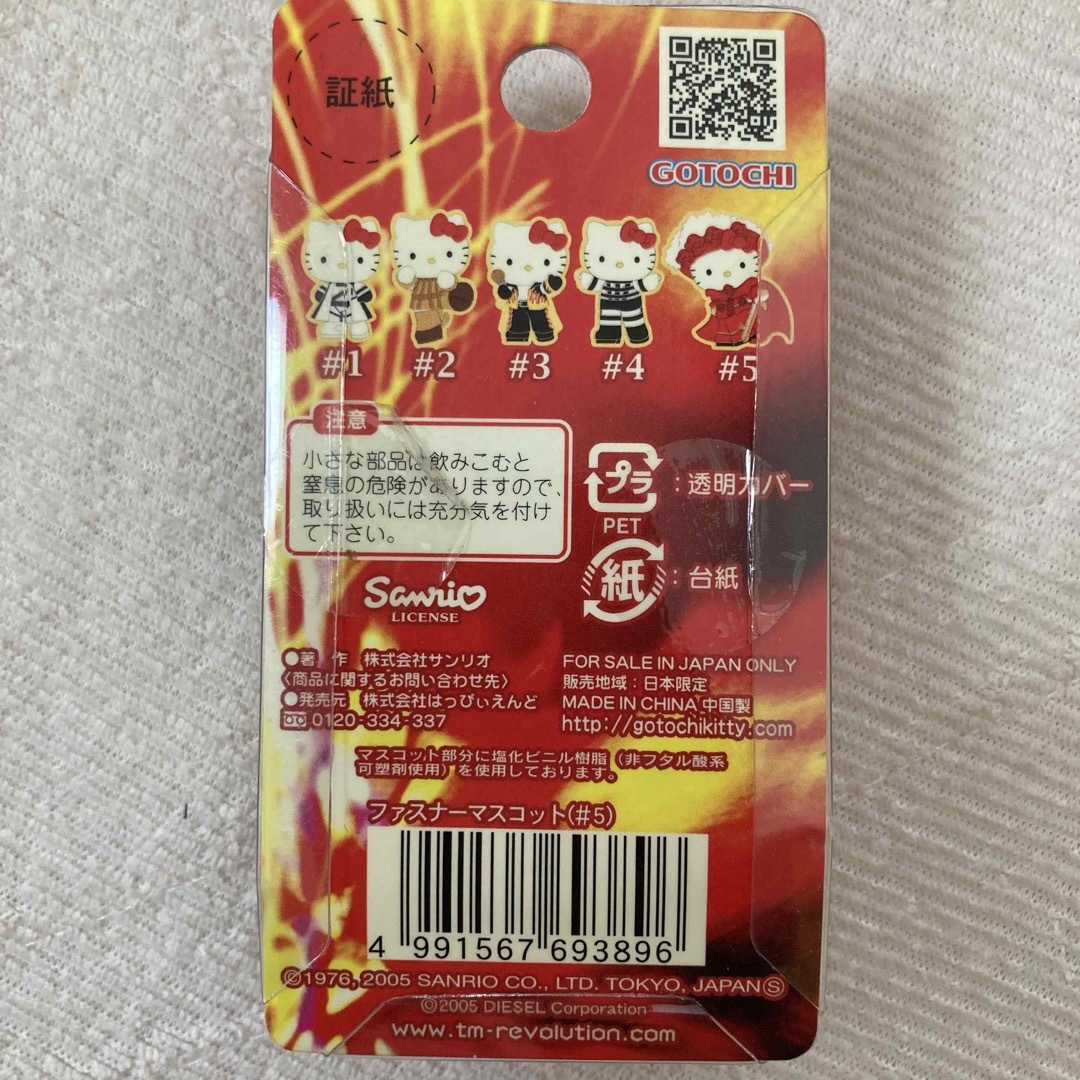 証紙
GOTOCHI
#1 #2 #3 #4 #5
注意
小さな部品は飲みこむと
窒息の危険がありますので、
取り扱いには充分気を付け
て下さい。
プラ
PET
：透明カバー
紙
：台紙
Sanrio
LICENSE
●著　作　株式会社サンリオ
〈商品に関するお問い合わせ先〉
●発売元　株式会社はっぴぃえんど
0120-334-337
FOR SALE IN JAPAN ONLY
販売地域：日本限定
MADE IN CHINA 中国製
http://gotochikitty.com
マスコット部分に塩化ビニル樹脂（非フタル酸系
可塑剤使用）を使用しております。
ファスナーマスコット(#5)
4 991567 693896
©1976, 2005 SANRIO CO., LTD. TOKYO, JAPAN Ⓢ
©2005 DIESEL Corporation
www.tm-revolution.com